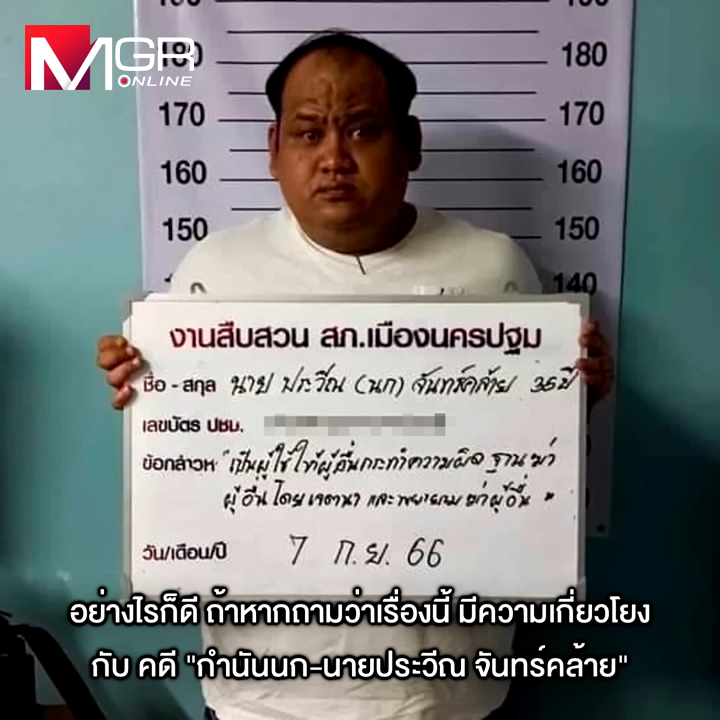 190
190
MGR
ONLINE
180
180
170
170
160
160
150
150
140
งานสืบสวน สภ.เมืองนครปฐม
ชื่อ - สกุล นาย ประวีณ (นก) จันทร์คล้าย 35 ปี
เลขบัตร ปชม.
ข้อกล่าวห "เป็นผู้ใช้ให้ผู้อื่นกระทำความผิด ฐานฆ่า
ผู้อื่นโดยเจตนา และพยายามฆ่าผู้อื่น"
วัน/เดือน/ปี 7 ก.ย. 66
อย่างไรก็ดี ถ้าหากถามว่าเรื่องนี้ มีความเกี่ยวโยง
กับ คดี "กำนันนก-นายประวีณ จันทร์คล้าย"